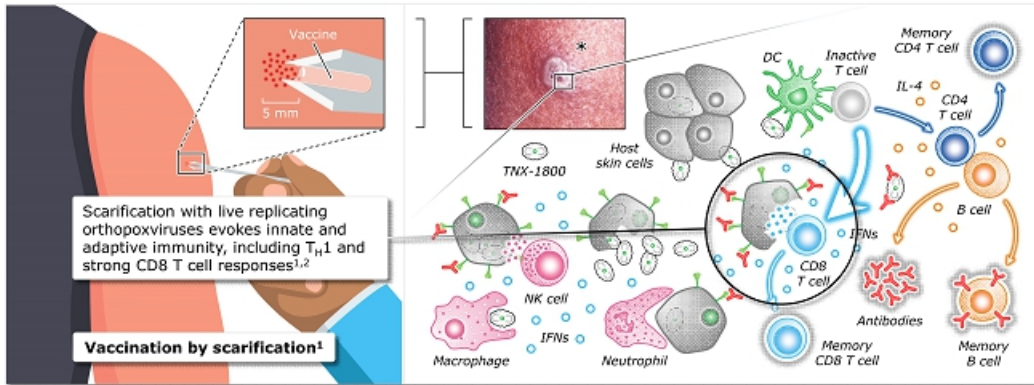 Vaccine
5 mm
Scarification with live replicating
orthopoxviruses evokes innate and
adaptive immunity, including TH1 and
strong CD8 T cell responses1,2
Vaccination by scarification1
*
TNX-1800
Host
skin cells
DC
Inactive
T cell
IL-4
CD4
T cell
Memory
CD4 T cell
B cell
IFNs
CD8
T cell
NK cell
IFNs
Macrophage
Neutrophil
Memory
CD8 T cell
Antibodies
Memory
B cell